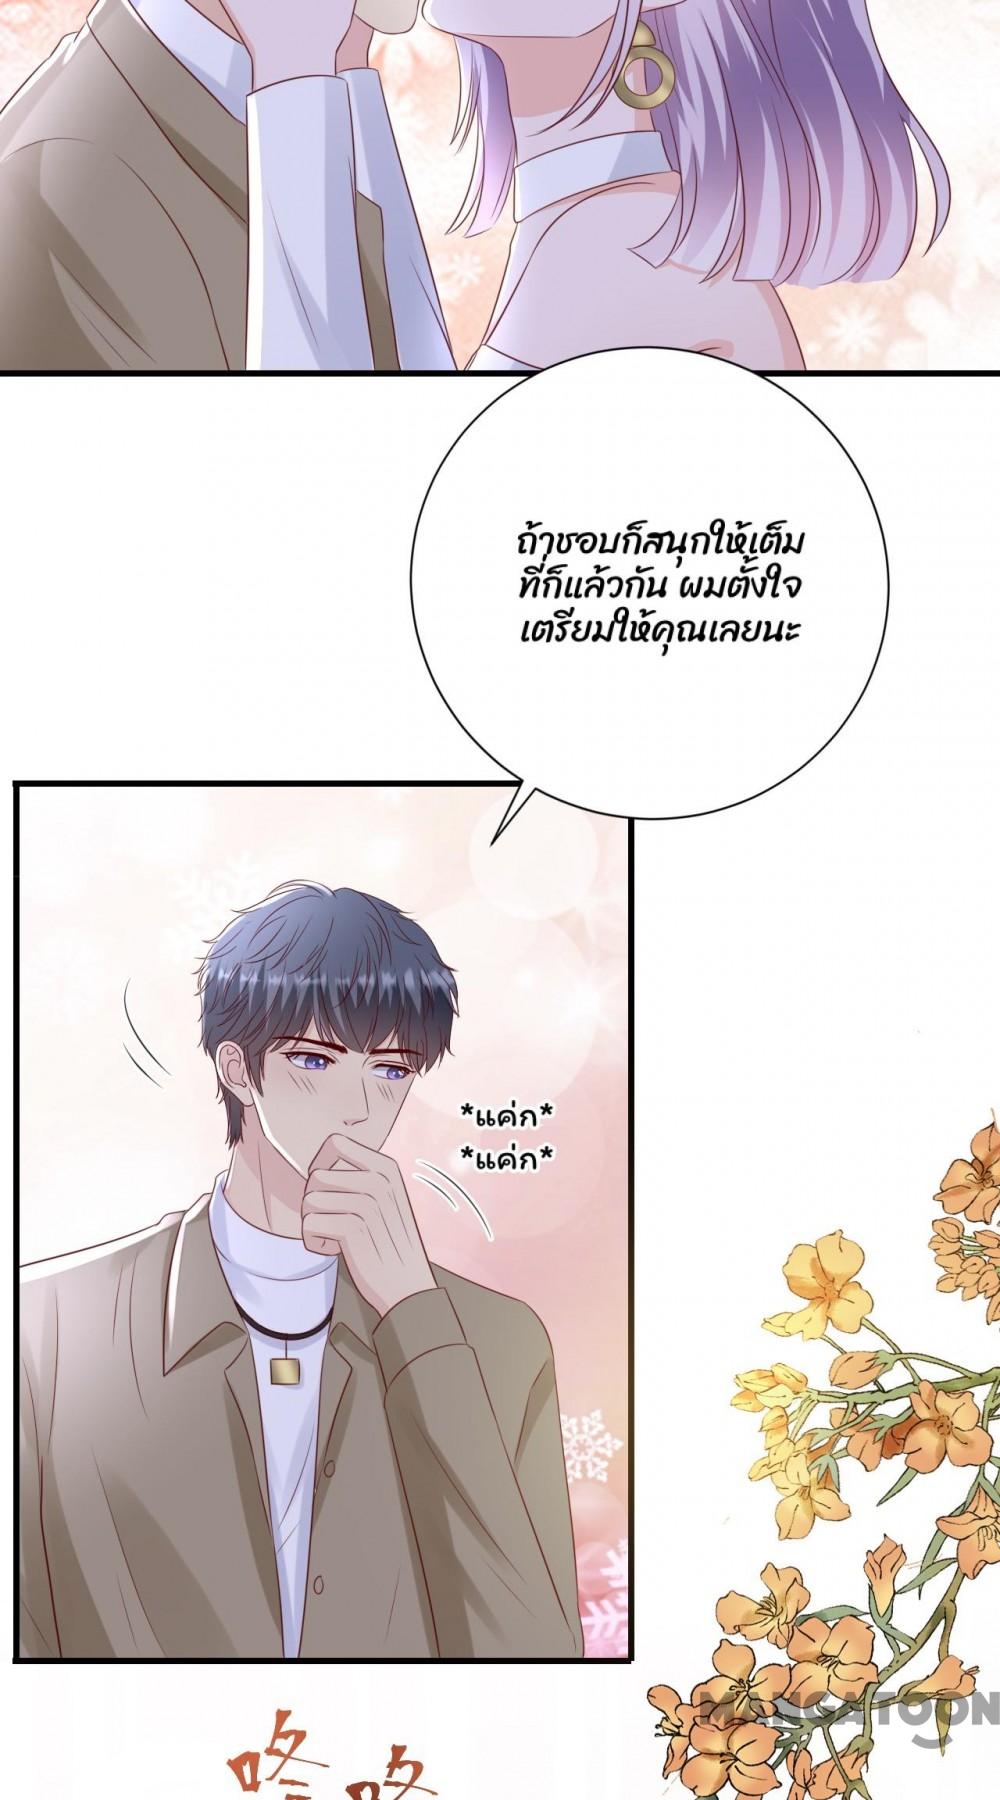 ถ้าชอบก็สนุกให้เต็ม
ที่ก็แล้วกัน ผมตั้งใจ
เตรียมให้คุณเลยนะ
*แค่ก*
*แค่ก*
MANGATOON
咚咚